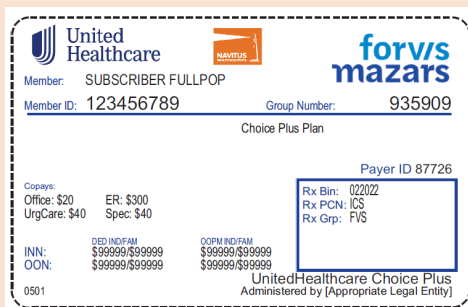 United
Healthcare
NAVITUS
forvis
mazars
Member: SUBSCRIBER FULLPOP
Member ID: 123456789 Group Number: 935909
Choice Plus Plan
Payer ID 87726
Copays:
Office: $20 ER: $300
UrgCare: $40 Spec: $40
Rx Bin: 022022
Rx PCN: ICS
Rx Grp: FVS
DED IND/FAM OOPM IND/FAM
INN: $99999/$99999 $99999/$99999
OON: $99999/$99999 $99999/$99999
UnitedHealthcare Choice Plus
0501 Administered by [Appropriate Legal Entity]